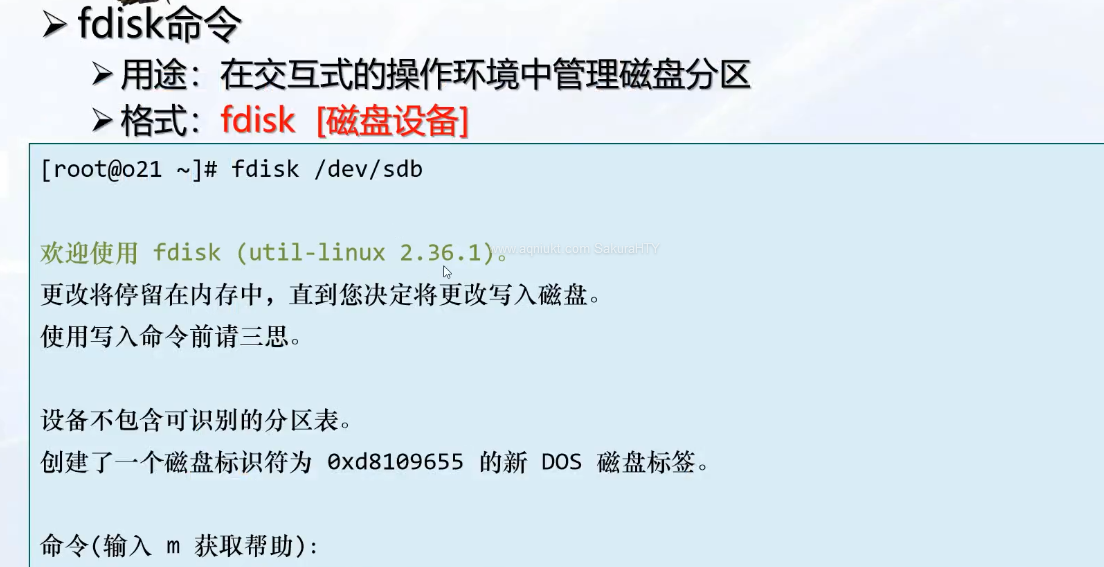 fdisk命令
用途：在交互式的操作环境中管理磁盘分区
格式：fdisk [磁盘设备]
[root@o21 ~]# fdisk /dev/sdb
欢迎使用 fdisk (util-linux 2.36.1)。
更改将停留在内存中，直到您决定将更改写入磁盘。
使用写入命令前请三思。
设备不包含可识别的分区表。
创建了一个磁盘标识符为 0xd8109655 的新 DOS 磁盘标签。
命令(输入 m 获取帮助):